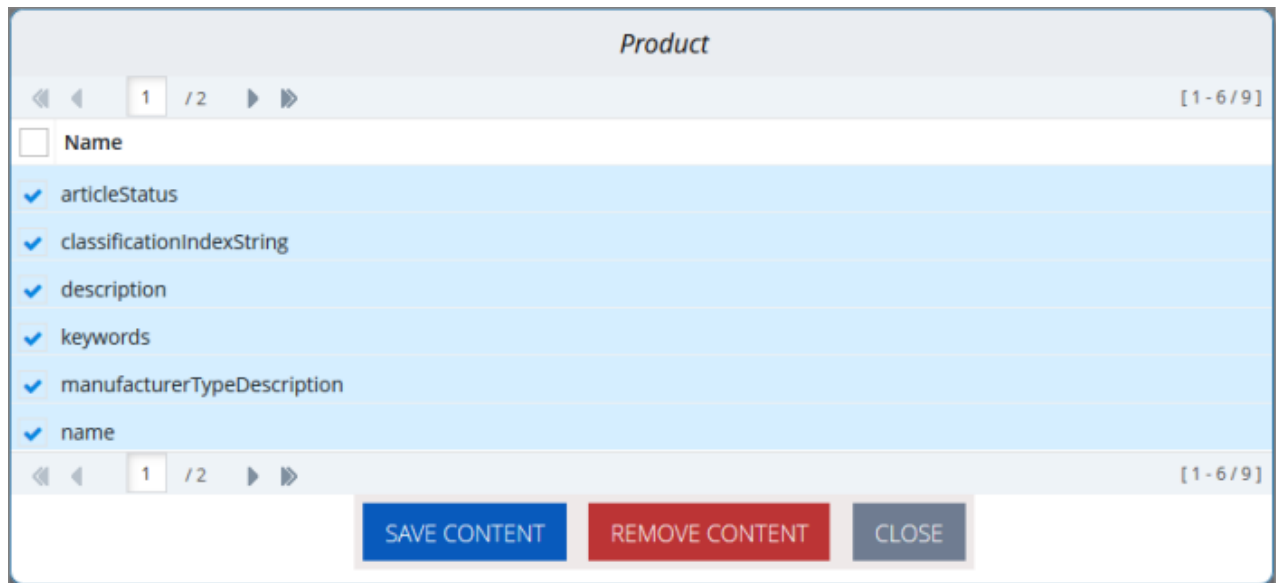 Product
1 / 2 [ 1 - 6 / 9 ]
Name
articleStatus
classificationIndexString
description
keywords
manufacturerTypeDescription
name
1 / 2 [ 1 - 6 / 9 ]
SAVE CONTENT REMOVE CONTENT CLOSE